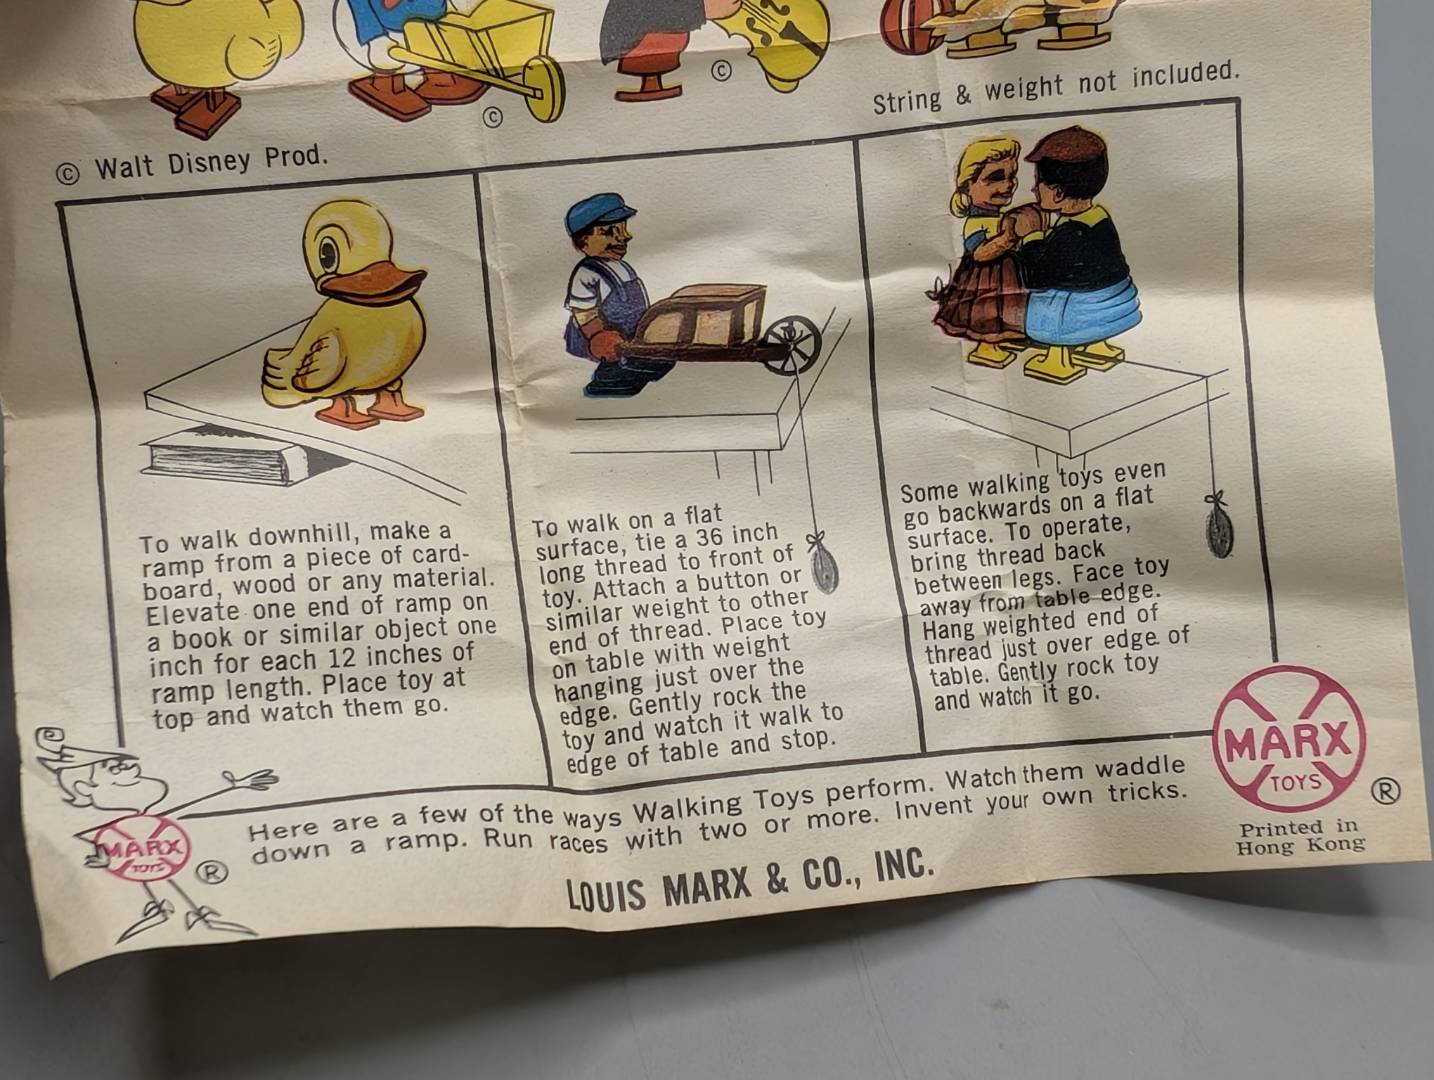 ©
©
String & weight not included.
© Walt Disney Prod.
To walk downhill, make a
ramp from a piece of card-
board, wood or any material.
Elevate one end of ramp on
a book or similar object one
inch for each 12 inches of
ramp length. Place toy at
top and watch them go.
To walk on a flat
surface, tie a 36 inch
long thread to front of
toy. Attach a button or
similar weight to other
end of thread. Place toy
on table with weight
hanging just over the
edge. Gently rock the
toy and watch it walk to
edge of table and stop.
Some walking toys even
go backwards on a flat
surface. To operate,
bring thread back
between legs. Face toy
away from table edge.
Hang weighted end of
thread just over edge of
table. Gently rock toy
and watch it go.
MARX
TOYS
®
Here are a few of the ways Walking Toys perform. Watch them waddle
down a ramp. Run races with two or more. Invent your own tricks.
MARX
TOYS
®
Printed in
Hong Kong
LOUIS MARX & CO., INC.